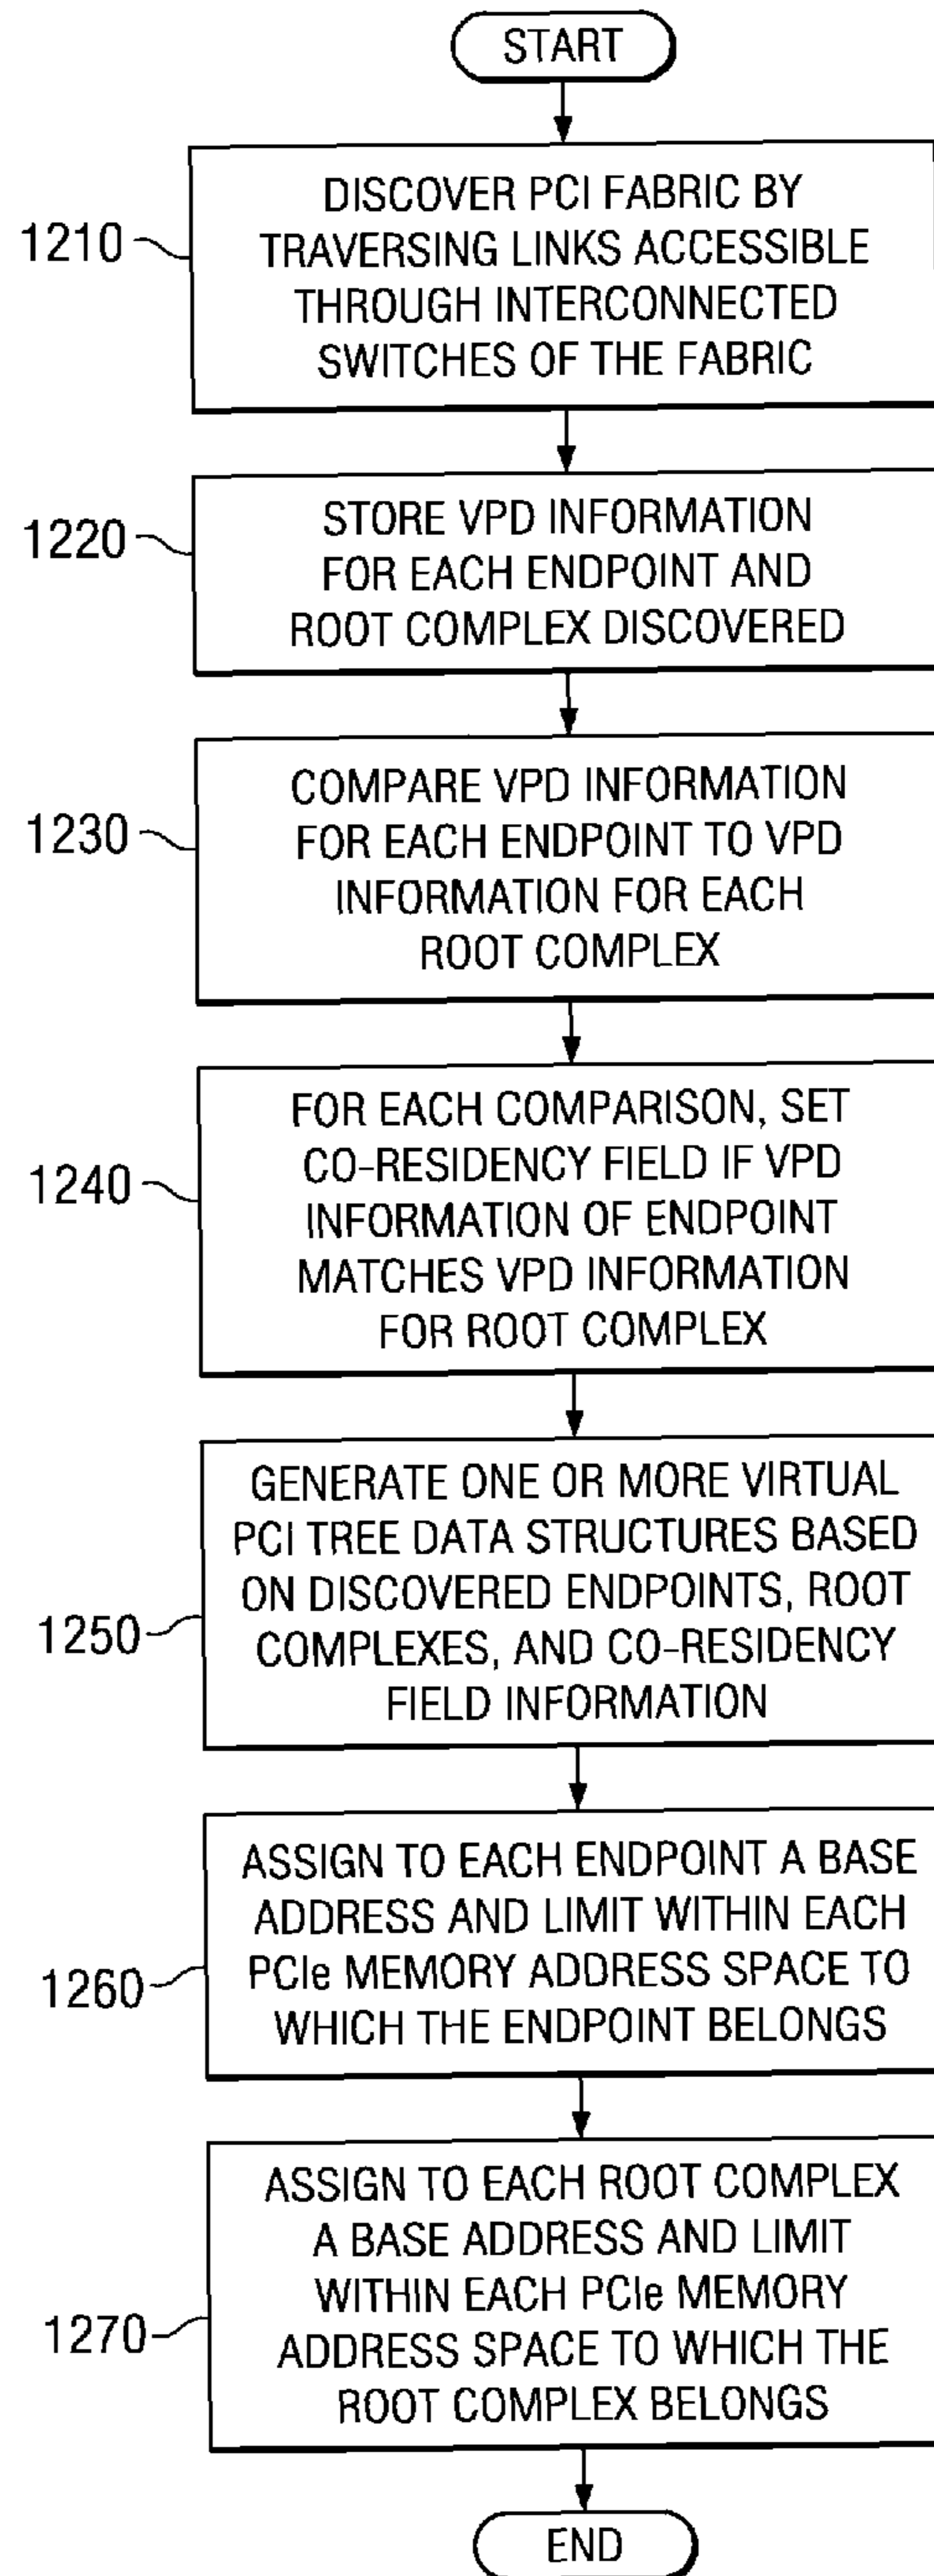 START
1210
DISCOVER PCI FABRIC BY
TRAVERSING LINKS ACCESSIBLE
THROUGH INTERCONNECTED
SWITCHES OF THE FABRIC
1220
STORE VPD INFORMATION
FOR EACH ENDPOINT AND
ROOT COMPLEX DISCOVERED
1230
COMPARE VPD INFORMATION
FOR EACH ENDPOINT TO VPD
INFORMATION FOR EACH
ROOT COMPLEX
1240
FOR EACH COMPARISON, SET
CO-RESIDENCY FIELD IF VPD
INFORMATION OF ENDPOINT
MATCHES VPD INFORMATION
FOR ROOT COMPLEX
1250
GENERATE ONE OR MORE VIRTUAL
PCI TREE DATA STRUCTURES BASED
ON DISCOVERED ENDPOINTS, ROOT
COMPLEXES, AND CO-RESIDENCY
FIELD INFORMATION
1260
ASSIGN TO EACH ENDPOINT A BASE
ADDRESS AND LIMIT WITHIN EACH
PCIe MEMORY ADDRESS SPACE TO
WHICH THE ENDPOINT BELONGS
1270
ASSIGN TO EACH ROOT COMPLEX
A BASE ADDRESS AND LIMIT
WITHIN EACH PCIe MEMORY
ADDRESS SPACE TO WHICH THE
ROOT COMPLEX BELONGS
END